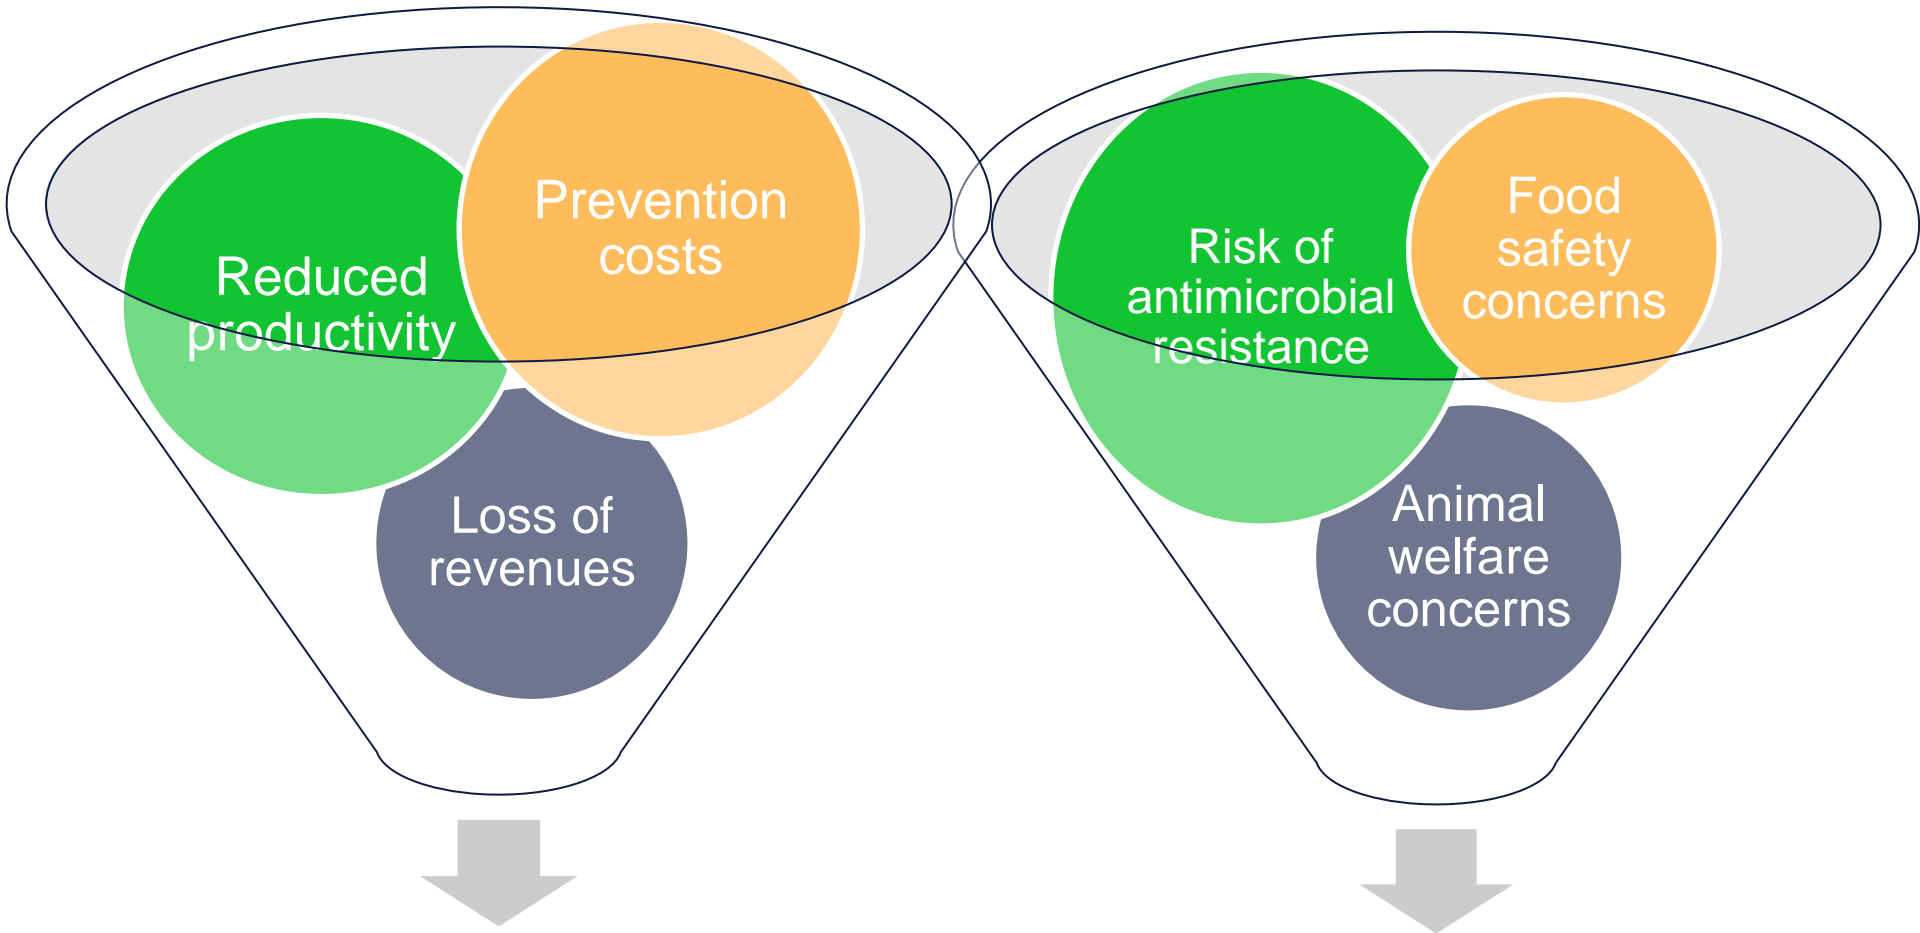 Reduced
productivity
Prevention
costs
Loss of
revenues
Risk of
antimicrobial
resistance
Food
safety
concerns
Animal
welfare
concerns